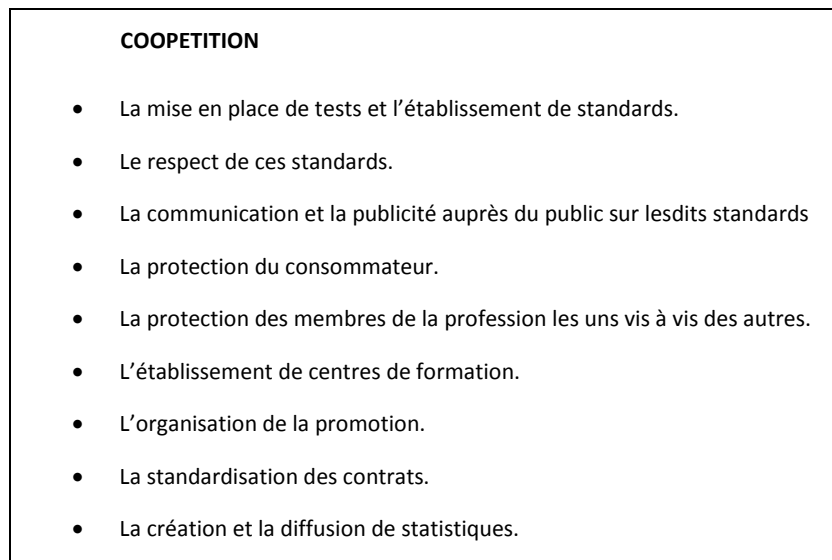 COOPETITION
• La mise en place de tests et l’établissement de standards.
• Le respect de ces standards.
• La communication et la publicité auprès du public sur lesdits standards
• La protection du consommateur.
• La protection des membres de la profession les uns vis à vis des autres.
• L’établissement de centres de formation.
• L’organisation de la promotion.
• La standardisation des contrats.
• La création et la diffusion de statistiques.